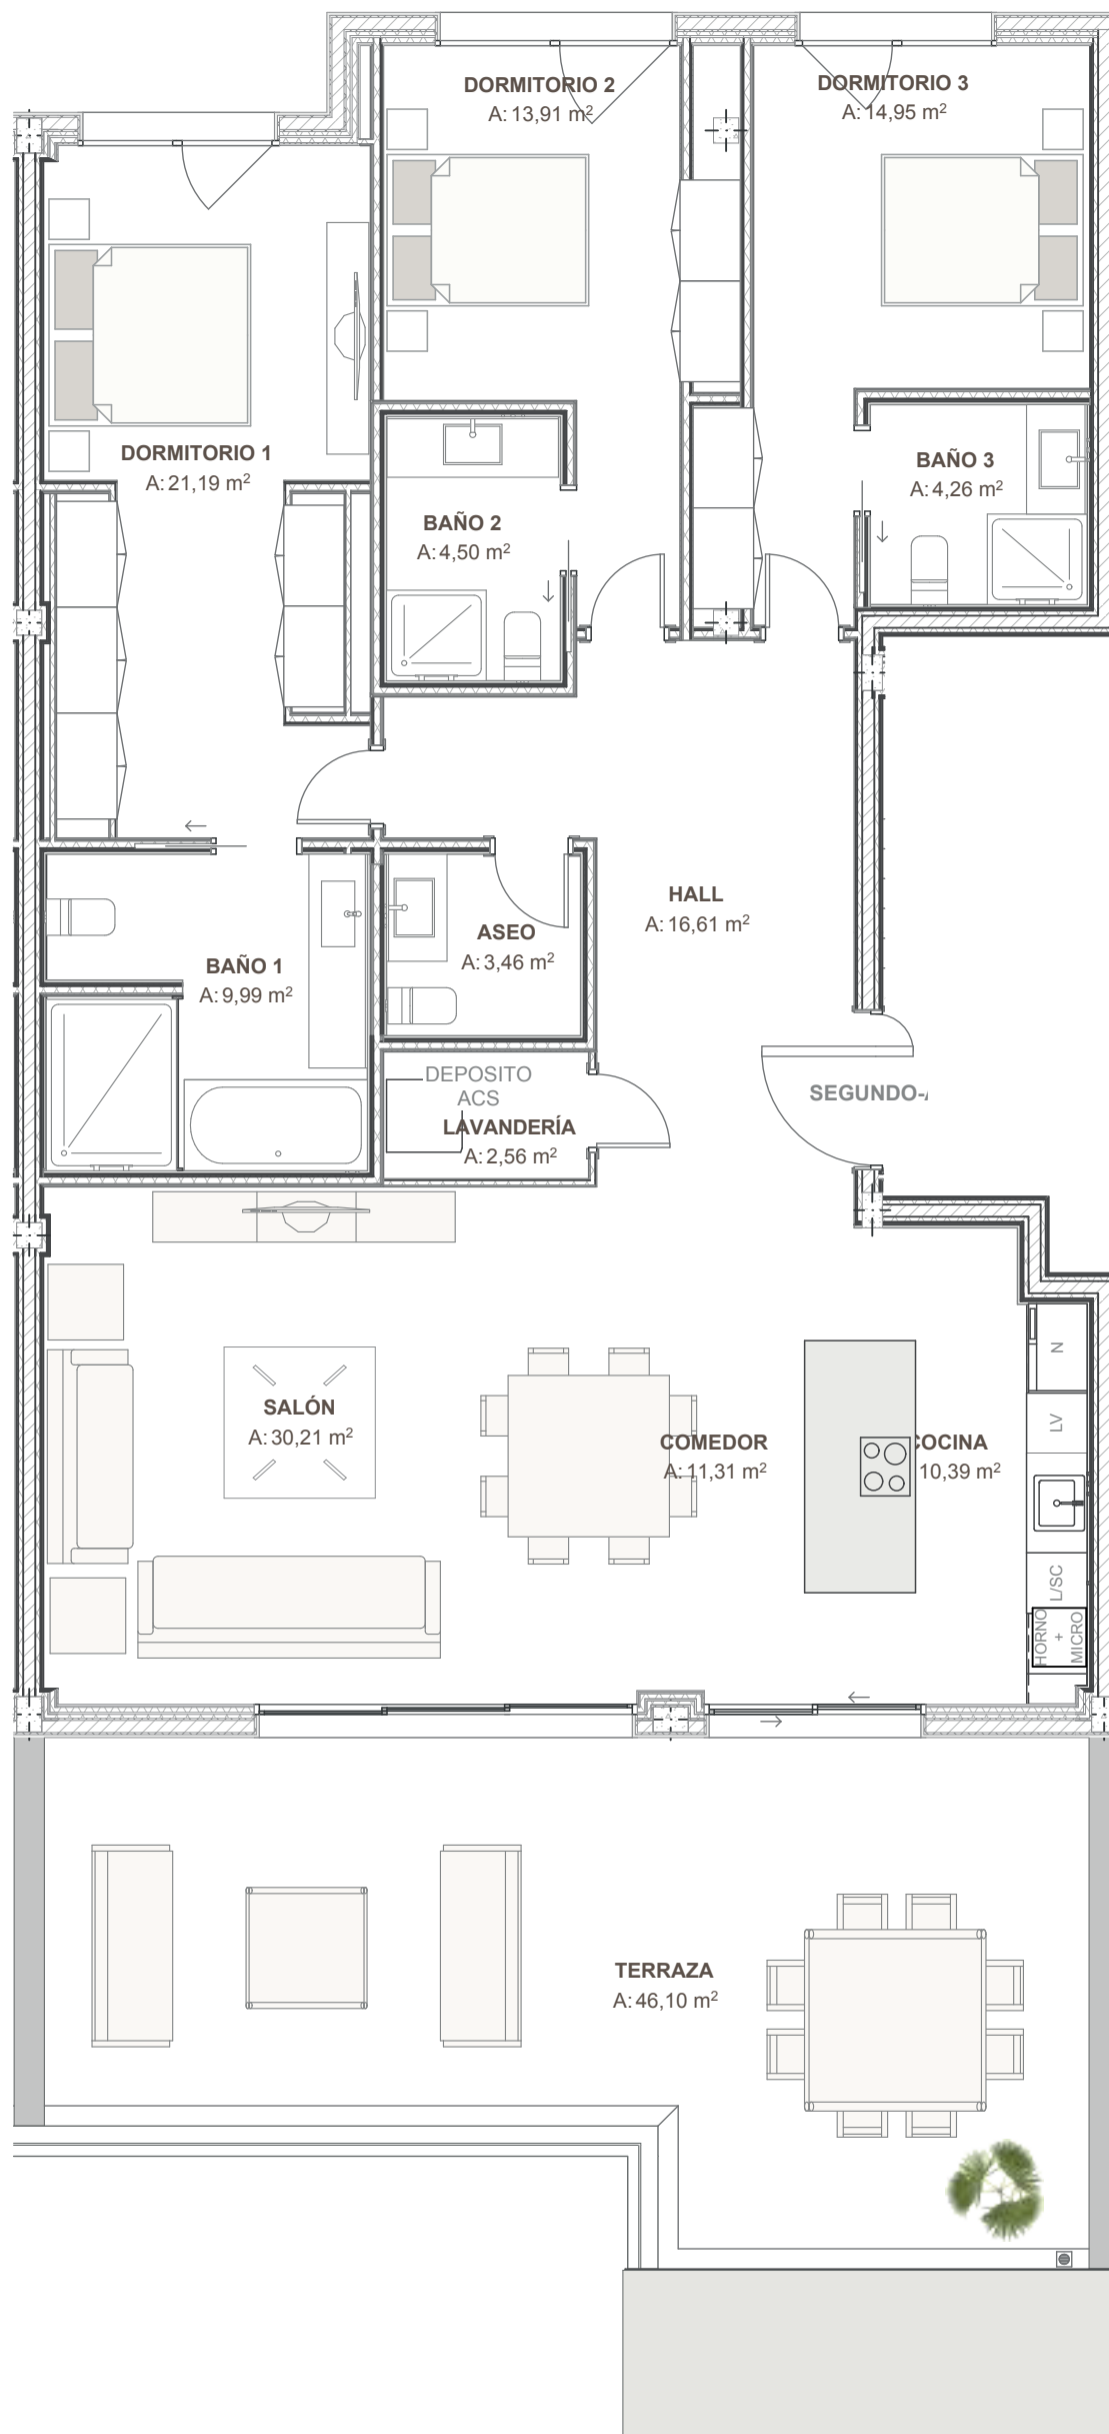 DORMITORIO 2
A: 13,91 m²
DORMITORIO 3
A: 14,95 m²
DORMITORIO 1
A: 21,19 m²
BAÑO 3
A: 4,26 m²
BAÑO 2
A: 4,50 m²
HALL
A: 16,61 m²
ASEO
A: 3,46 m²
BAÑO 1
A: 9,99 m²
DEPOSITO
ACS
LAVANDERÍA
A: 2,56 m²
SEGUNDO-
N
LV
SALÓN
A: 30,21 m²
COMEDOR
A: 11,31 m²
COCINA
10,39 m²
L/SC
HORNO
+
MICRO
TERRAZA
A: 46,10 m²